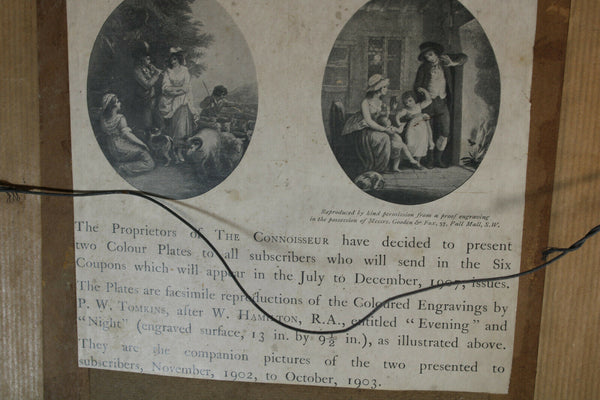 Reproduced by kind permission from a proof engraving
in the possession of Messrs. Gooden & Fox, 57, Pall Mall, S.W.
The Proprietors of THE CONNOISSEUR have decided to present
two Colour Plates to all subscribers who will send in the Six
Coupons which will appear in the July to December, 1907, issues.
The Plates are facsimile reproductions of the Coloured Engravings by
P. W. TOMKINS, after W. HAMILTON, R.A., entitled “Evening” and
“Night” (engraved surface, 13 in. by 9½ in.), as illustrated above.
They are the companion pictures of the two presented to
subscribers, November, 1902, to October, 1903.